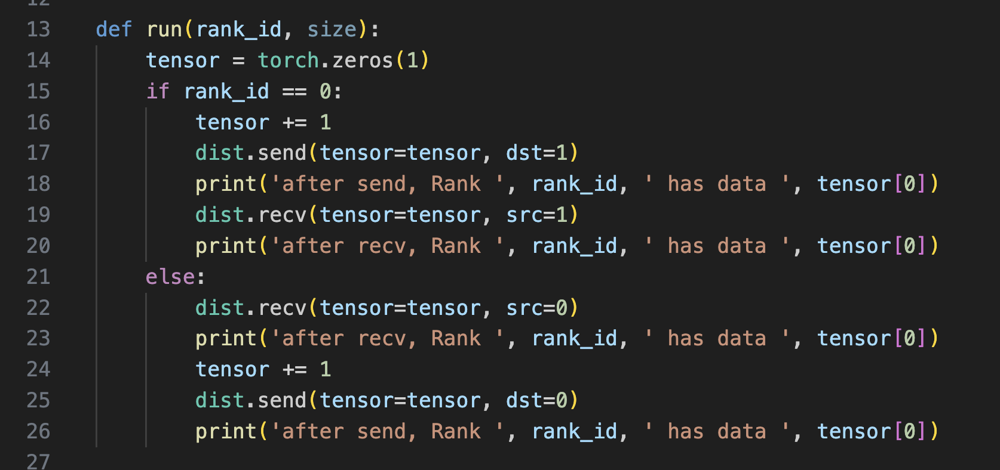 12
13 def run(rank_id, size):
14 tensor = torch.zeros(1)
15 if rank_id == 0:
16 tensor += 1
17 dist.send(tensor=tensor, dst=1)
18 print('after send, Rank ', rank_id, ' has data ', tensor[0])
19 dist.recv(tensor=tensor, src=1)
20 print('after recv, Rank ', rank_id, ' has data ', tensor[0])
21 else:
22 dist.recv(tensor=tensor, src=0)
23 print('after recv, Rank ', rank_id, ' has data ', tensor[0])
24 tensor += 1
25 dist.send(tensor=tensor, dst=0)
26 print('after send, Rank ', rank_id, ' has data ', tensor[0])
27